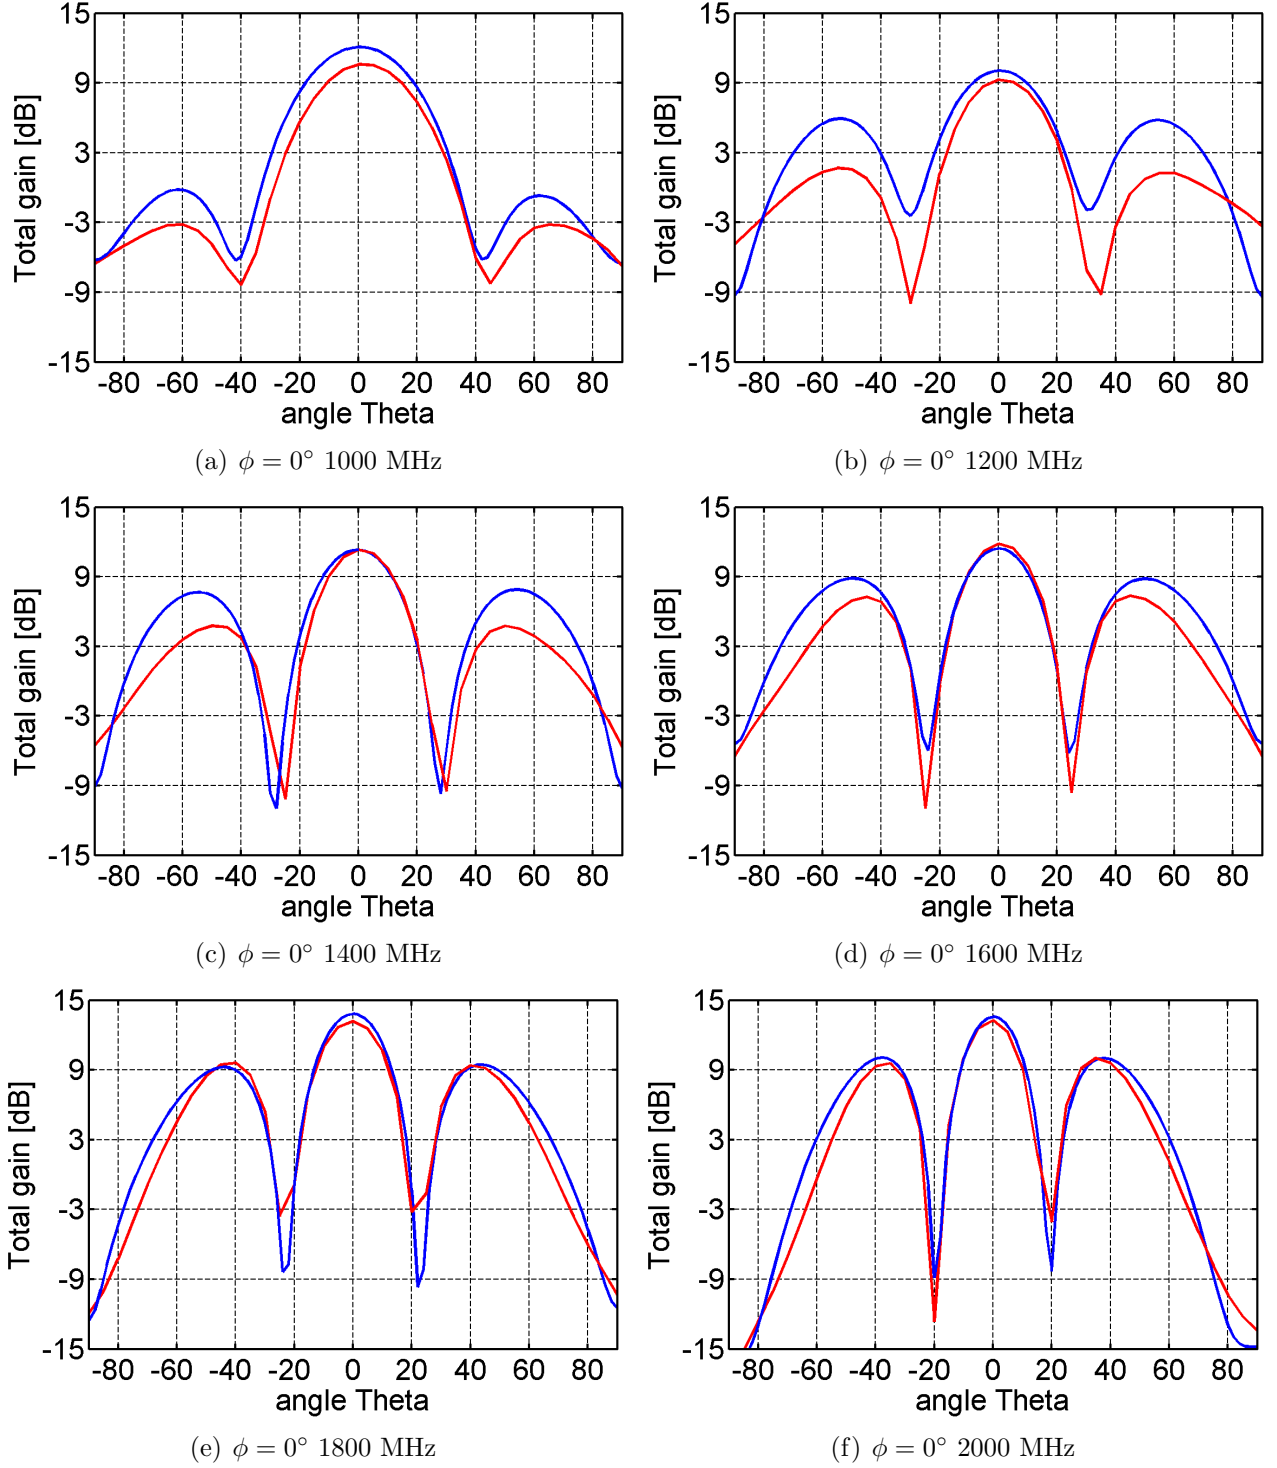 15
9
3
-3
-9
-15
Total gain [dB]
-80 -60 -40 -20 0 20 40 60 80
angle Theta
(a) ϕ = 0° 1000 MHz
15
9
3
-3
-9
-15
Total gain [dB]
-80 -60 -40 -20 0 20 40 60 80
angle Theta
(b) ϕ = 0° 1200 MHz
15
9
3
-3
-9
-15
Total gain [dB]
-80 -60 -40 -20 0 20 40 60 80
angle Theta
(c) ϕ = 0° 1400 MHz
15
9
3
-3
-9
-15
Total gain [dB]
-80 -60 -40 -20 0 20 40 60 80
angle Theta
(d) ϕ = 0° 1600 MHz
15
9
3
-3
-9
-15
Total gain [dB]
-80 -60 -40 -20 0 20 40 60 80
angle Theta
(e) ϕ = 0° 1800 MHz
15
9
3
-3
-9
-15
Total gain [dB]
-80 -60 -40 -20 0 20 40 60 80
angle Theta
(f) ϕ = 0° 2000 MHz